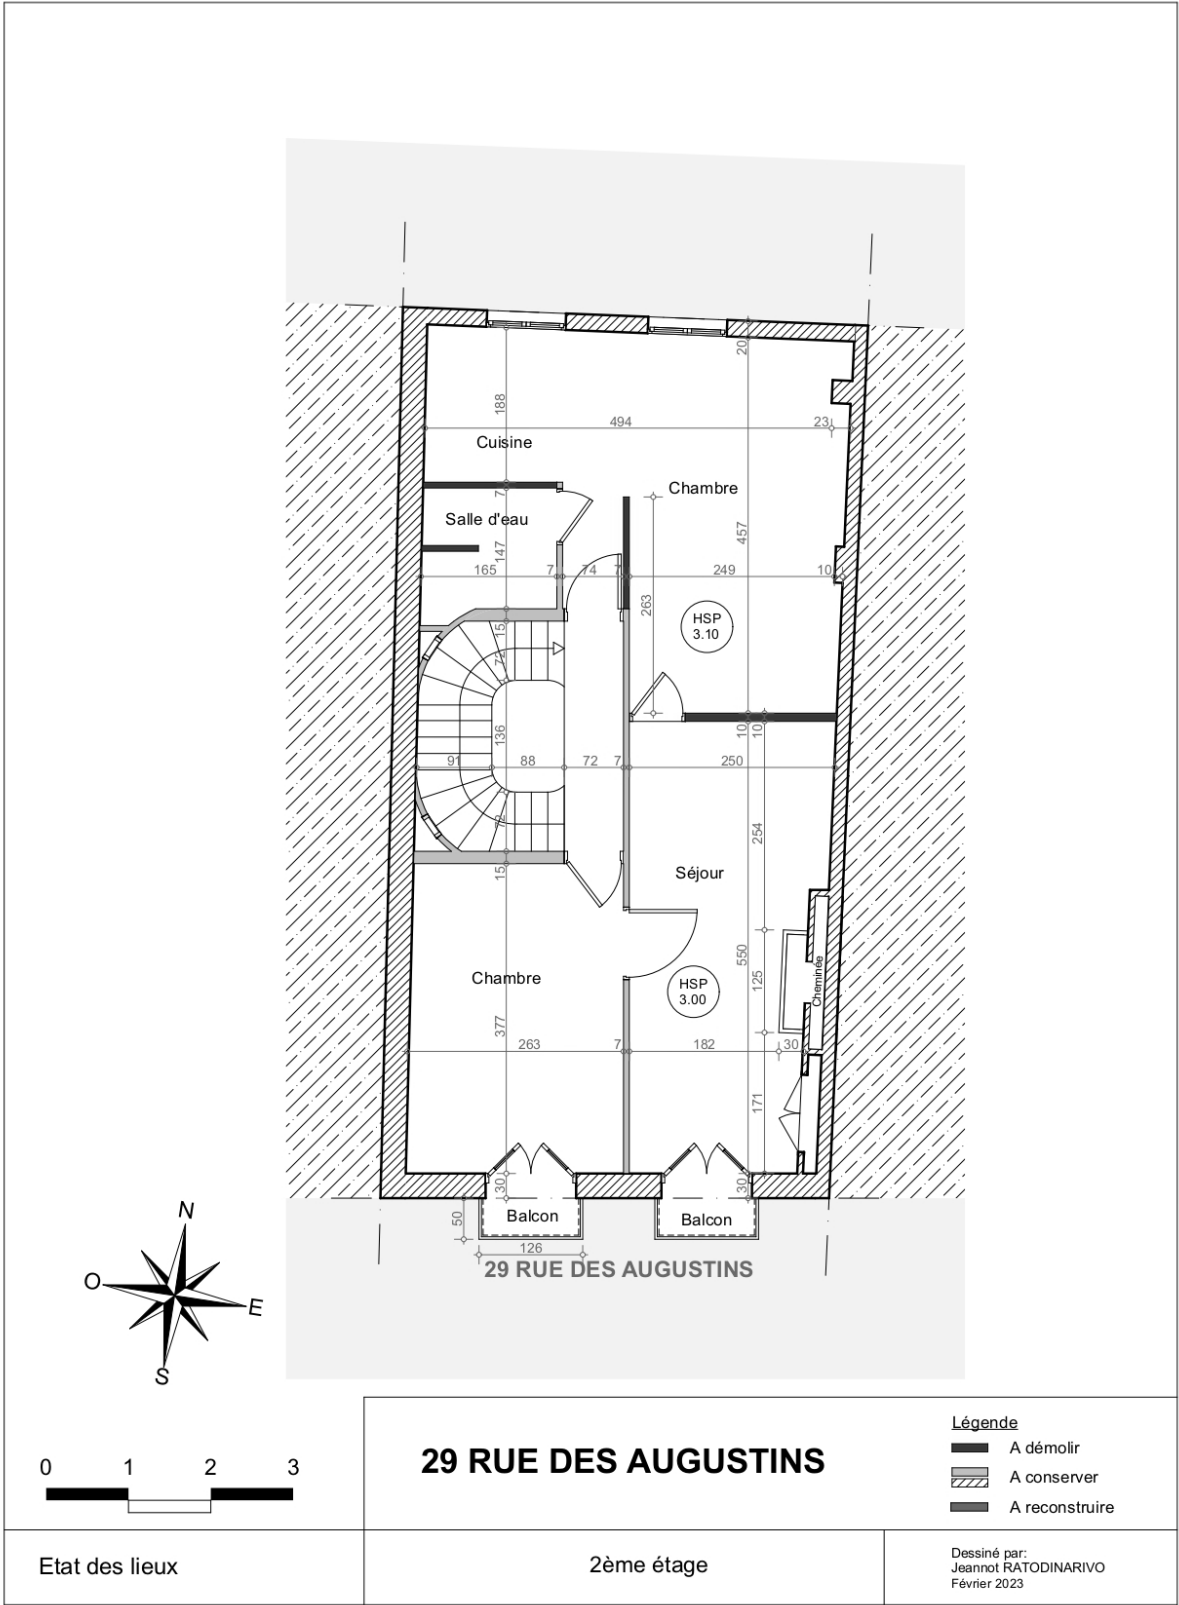 20
188
494
23
Cuisine
Chambre
7
Salle d'eau
147
457
165
7
74
7
249
10
263
HSP
3.10
15
72
136
10
10
91
88
72
7
250
72
254
15
Séjour
Chambre
550
HSP
3.00
125
Cheminée
377
263
7
182
30
171
30
30
50
Balcon
Balcon
126
29 RUE DES AUGUSTINS
N
O
E
S
0 1 2 3
29 RUE DES AUGUSTINS
Légende
A démolir
A conserver
A reconstruire
Etat des lieux
2ème étage
Dessiné par:
Jeannot RATODINARIVO
Février 2023